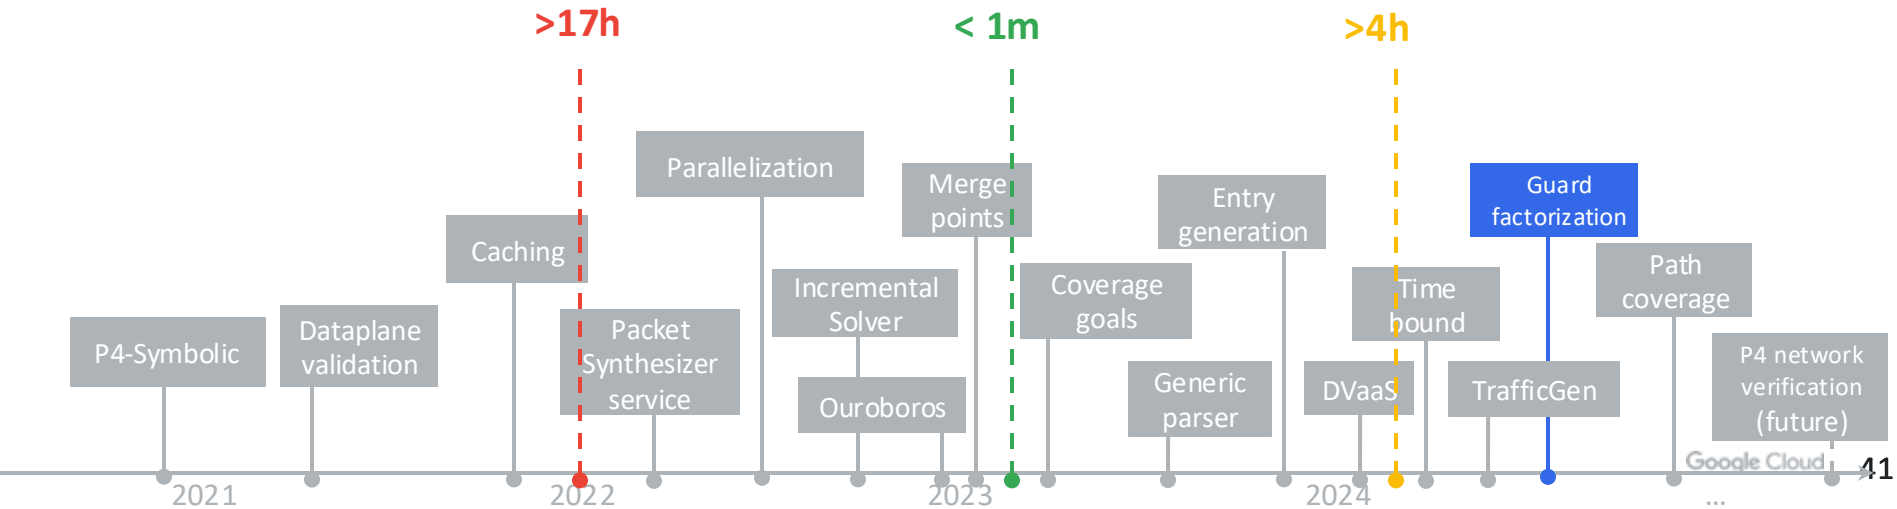 >17h
< 1m
>4h
Parallelization
Merge
points
Entry
generation
Guard
factorization
Caching
Incremental
Solver
Coverage
goals
Time
bound
Path
coverage
P4-Symbolic
Dataplane
validation
Packet
Synthesizer
service
Ouroboros
Generic
parser
DVaaS
TrafficGen
P4 network
verification
(future)
Google Cloud
41
2021
2022
2023
2024
...